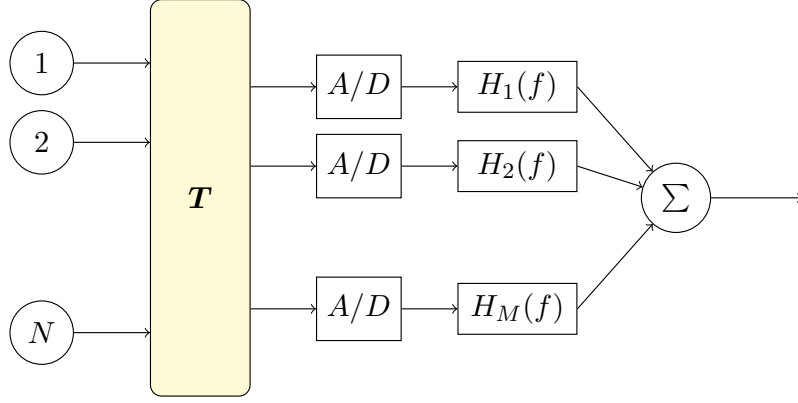 1
A/D
H_1(f)
2
A/D
H_2(f)
T
∑
N
A/D
H_M(f)